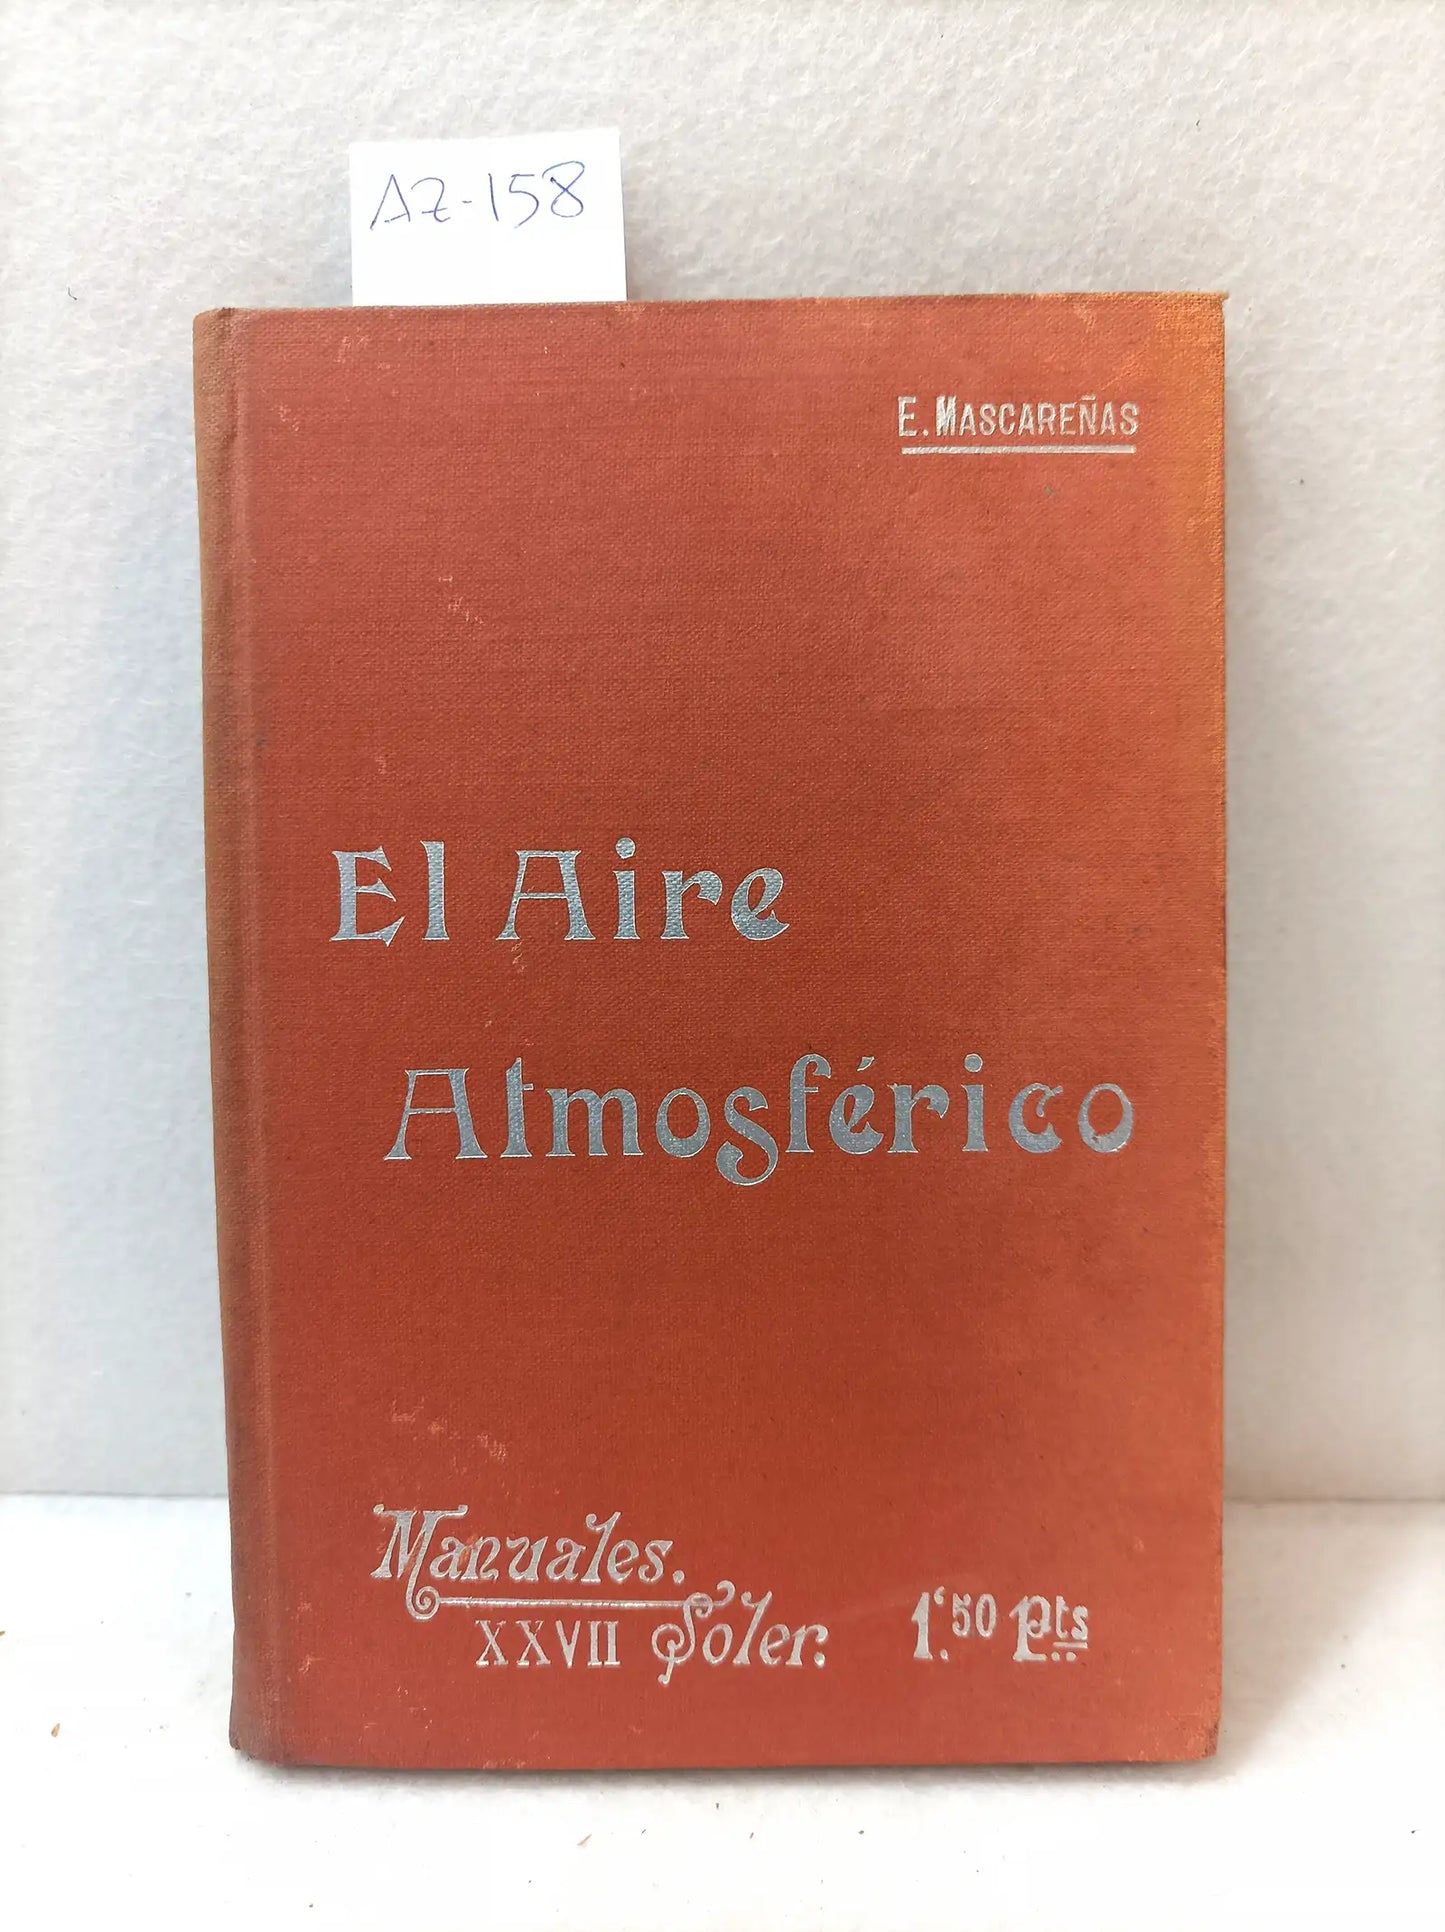 AZ-158
E. MASCAREÑAS
El Aire
Atmosférico
Manuales.
XXVII Soler. 1'50 Pts